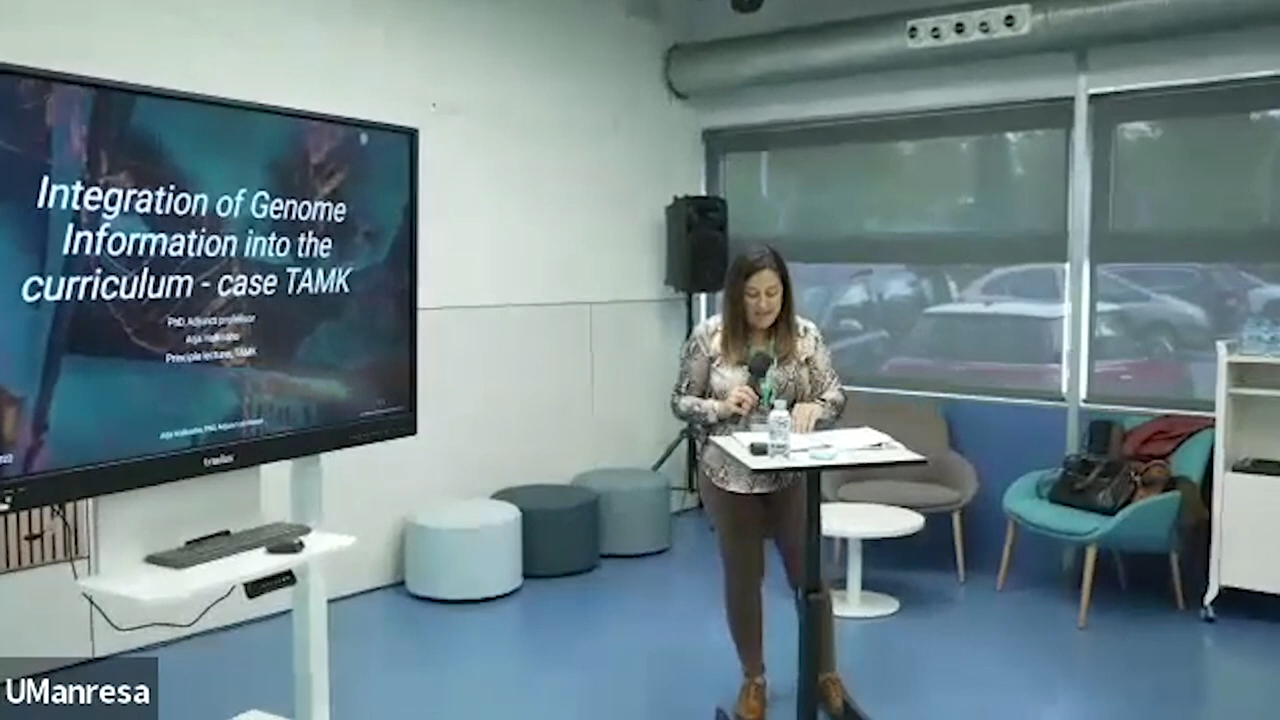 Integration of Genome
Information into the
curriculum - case TAMK
PhD, Adjunct professor
Principle lecturer, TAMK
UManresa